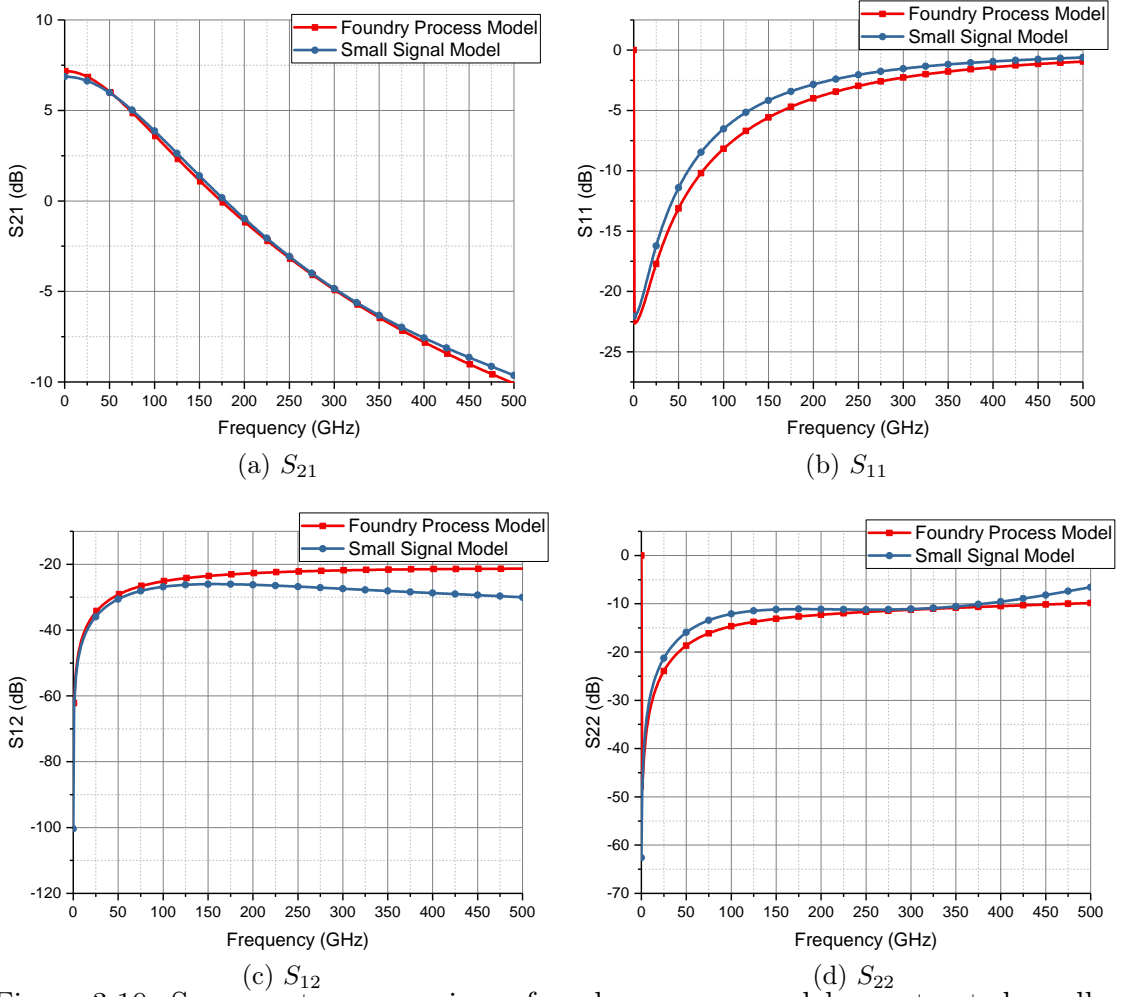 Foundry Process Model
Small Signal Model
10
5
0
-5
-10
S21 (dB)
0 50 100 150 200 250 300 350 400 450 500
Frequency (GHz)
(a) S21
Foundry Process Model
Small Signal Model
0
-5
-10
-15
-20
-25
S11 (dB)
0 50 100 150 200 250 300 350 400 450 500
Frequency (GHz)
(b) S11
Foundry Process Model
Small Signal Model
-20
-40
-60
-80
-100
-120
S12 (dB)
0 50 100 150 200 250 300 350 400 450 500
Frequency (GHz)
(c) S12
Foundry Process Model
Small Signal Model
0
-10
-20
-30
-40
-50
-60
-70
S22 (dB)
0 50 100 150 200 250 300 350 400 450 500
Frequency (GHz)
(d) S22